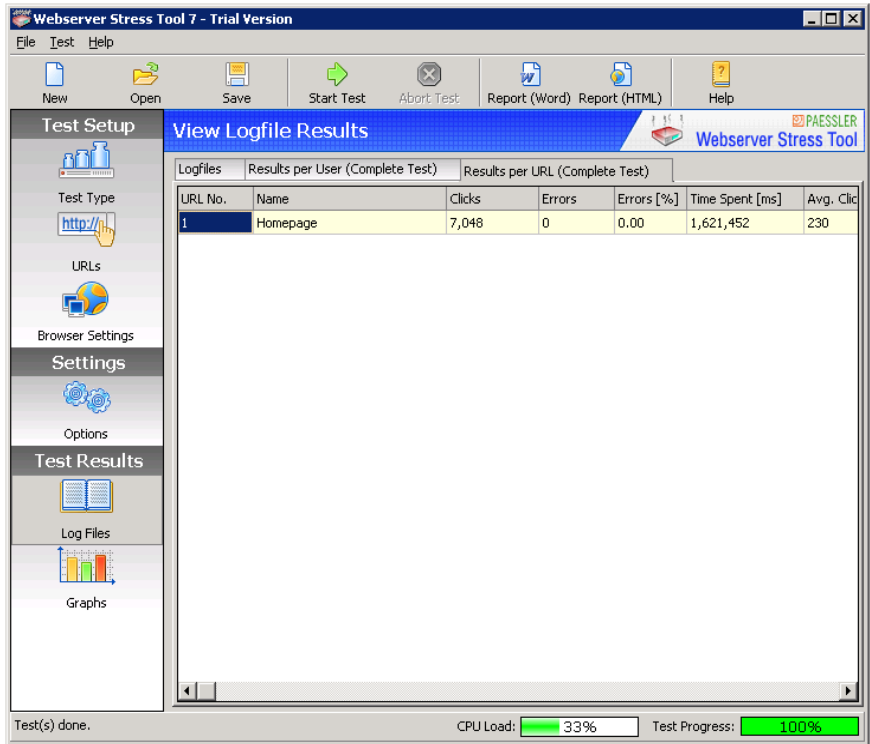 Webserver Stress Tool 7 - Trial Version
File Test Help
New Open Save Start Test Abort Test Report (Word) Report (HTML) Help
Test Setup
View Logfile Results
PAESSLER
Webserver Stress Tool
Logfiles Results per User (Complete Test) Results per URL (Complete Test)
Test Type
URL No. Name Clicks Errors Errors [%] Time Spent [ms] Avg. Clic
1 Homepage 7,048 0 0.00 1,621,452 230
http://
URLs
Browser Settings
Settings
Options
Test Results
Log Files
Graphs
Test(s) done. CPU Load: 33% Test Progress: 100%